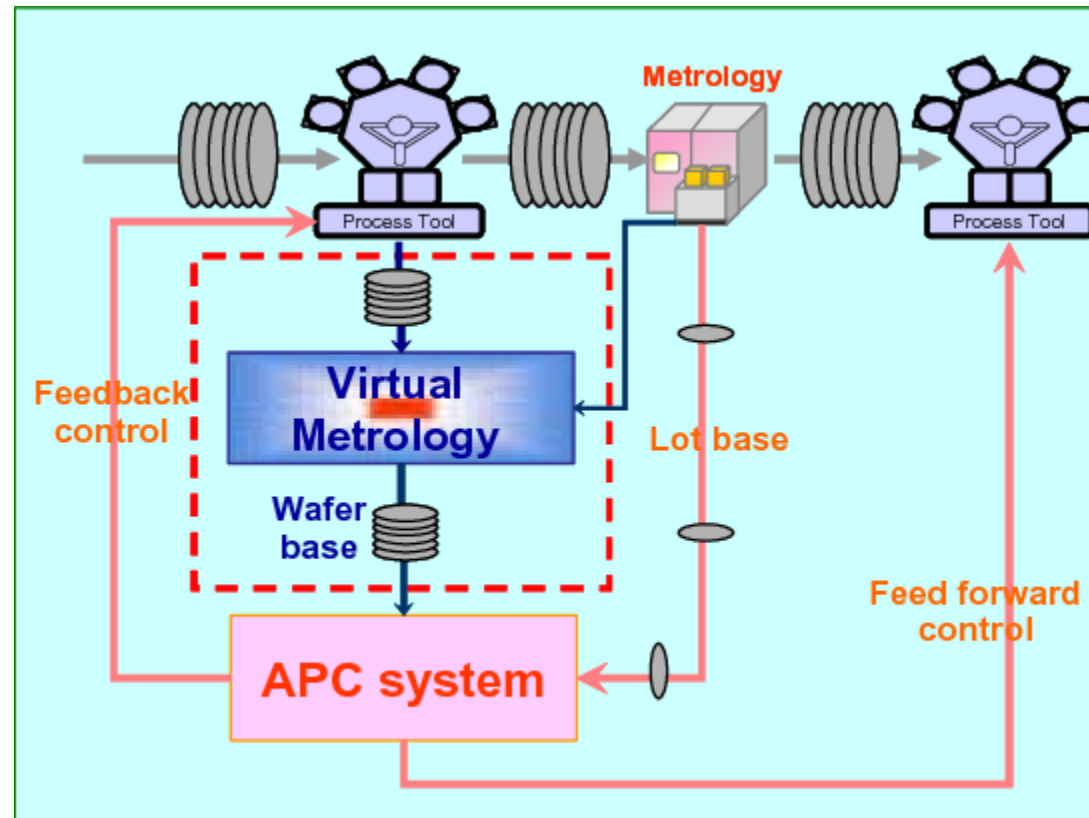 Metrology
Process Tool
Process Tool
Virtual
Metrology
Feedback
control
Lot base
Wafer
base
Feed forward
control
APC system